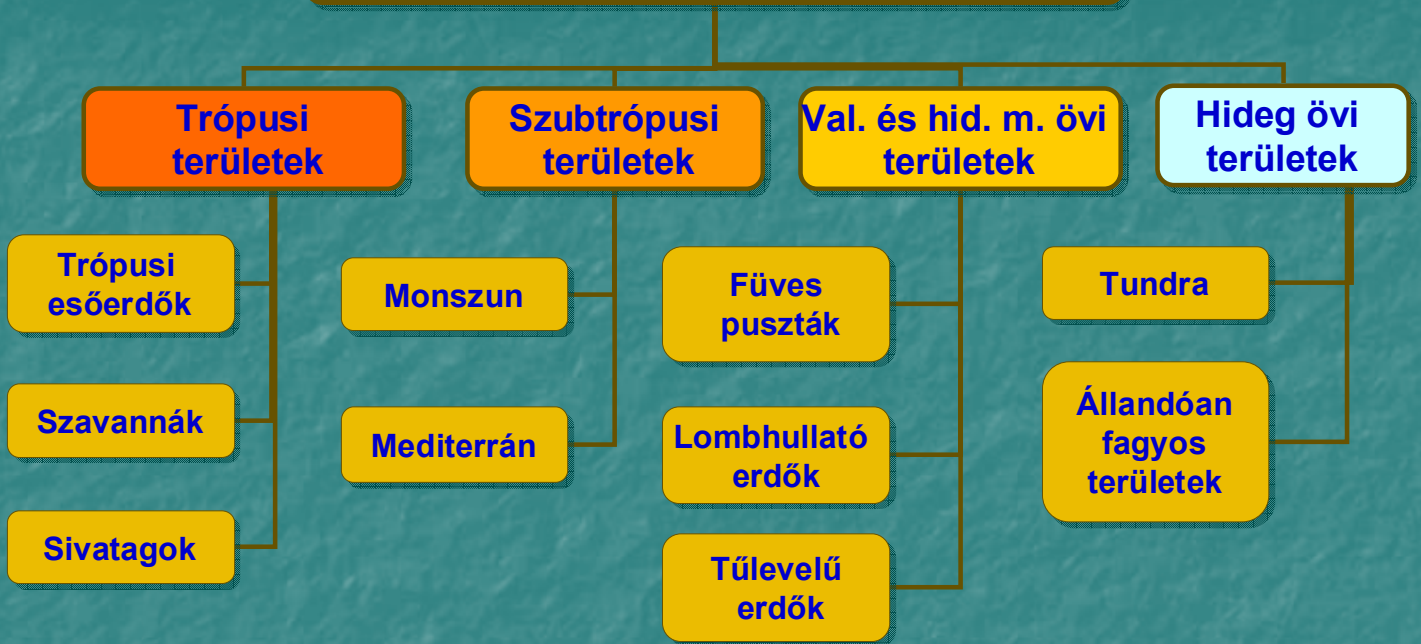 Trópusi
területek
Szubtrópusi
területek
Val. és hid. m. övi
területek
Hideg övi
területek
Trópusi
esőerdők
Szavannák
Sivatagok
Monszun
Mediterrán
Füves
puszták
Lombhullató
erdők
Tűlevelű
erdők
Tundra
Állandóan
fagyos
területek